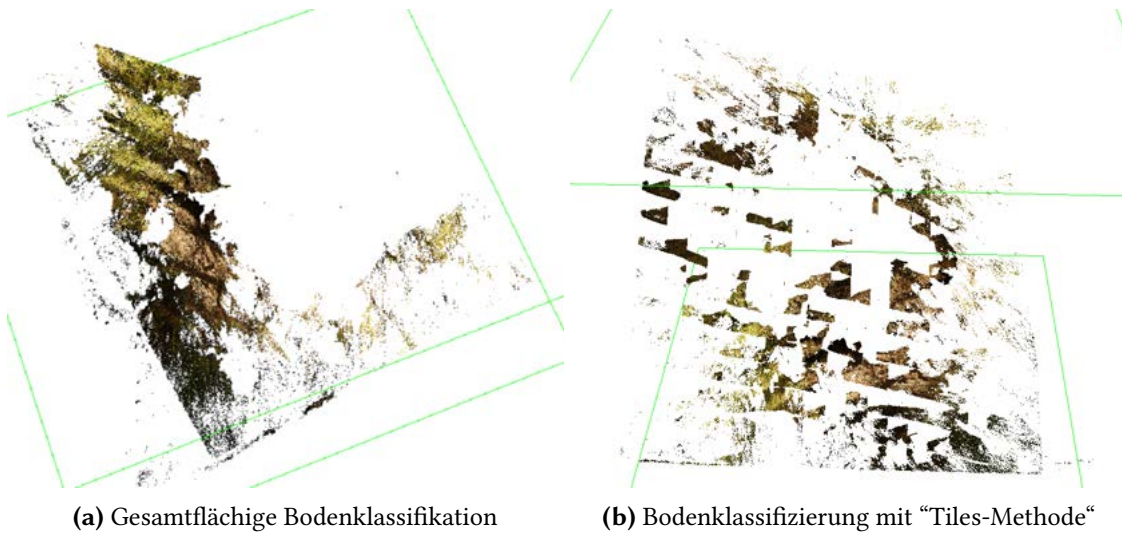 (a) Gesamtflächige Bodenklassifikation
(b) Bodenklassifizierung mit “Tiles-Methode“